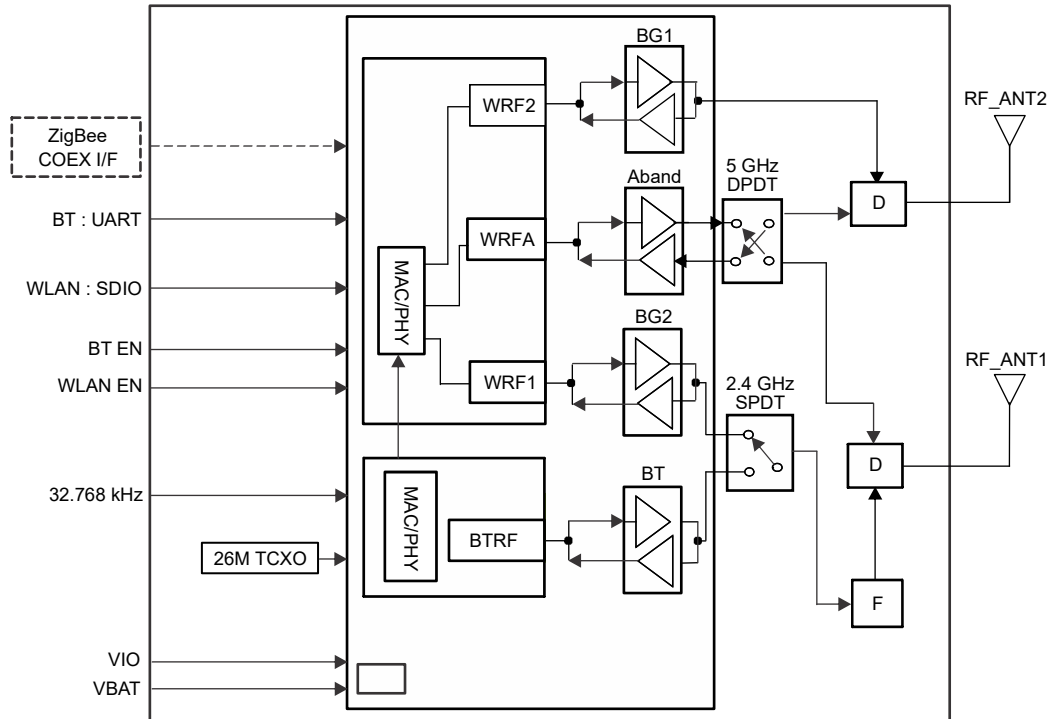 BG1
RF_ANT2
WRF2
ZigBee
COEX I/F
5 GHz
DPDT
Aband
D
BT : UART
WRFA
MAC/PHY
WLAN : SDIO
BG2
BT EN
RF_ANT1
WLAN EN
WRF1
2.4 GHz
SPDT
D
BT
32.768 kHz
MAC/PHY
BTRF
26M TCXO
F
VIO
VBAT